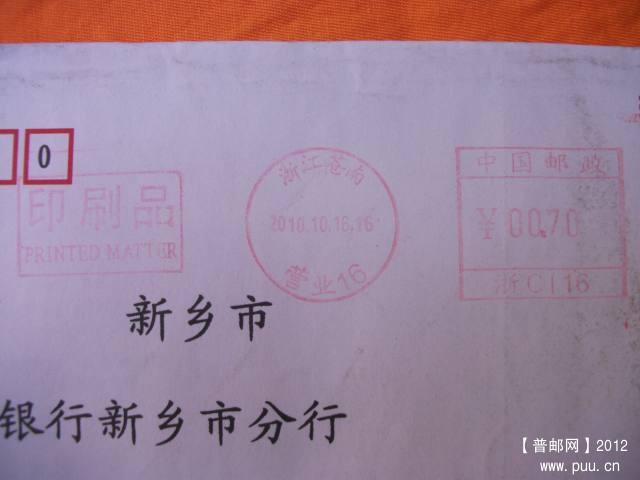 0
印刷品
PRINTED MATTER
浙江苍南
2010.10.16.16
营业16
中国邮政
¥00.70
浙C116
新乡市
银行新乡市分行
【普邮网】2012
www.puu.cn